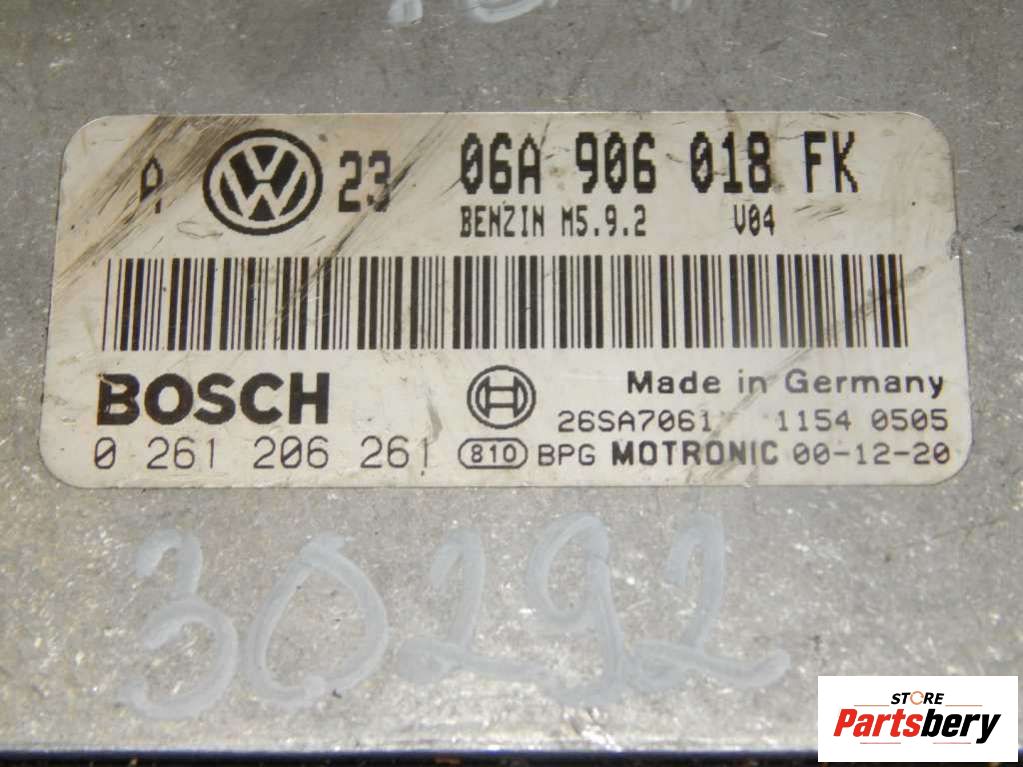 A VW 23 06A 906 018 FK
BENZIN M5.9.2 V04
BOSCH
Made in Germany
26SA7061 1154 0505
0 261 206 261 810 BPG MOTRONIC 00-12-20
30292
STORE
Partsbery